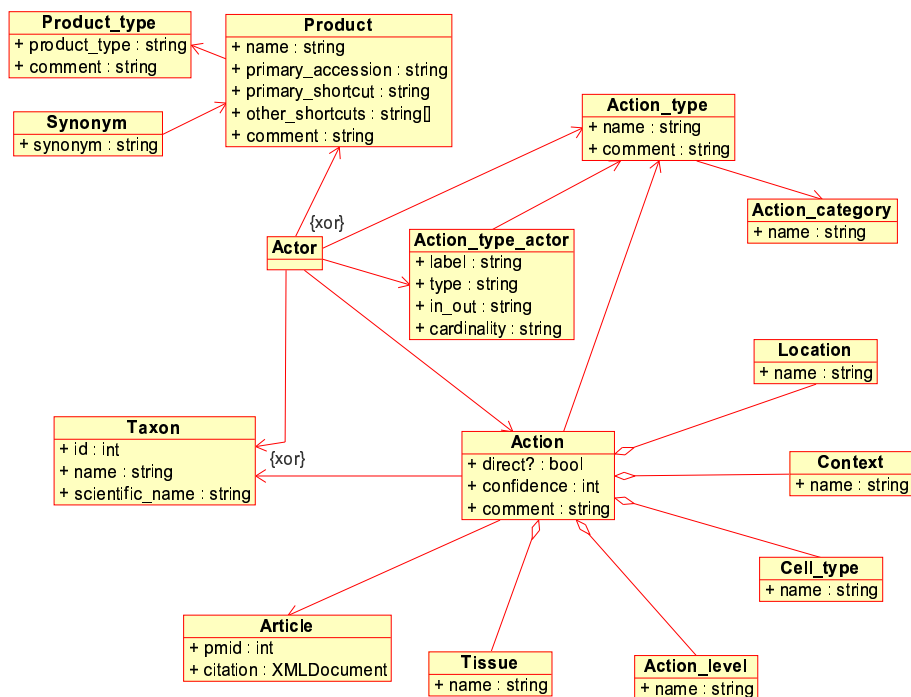 Product_type
+ product_type : string
+ comment : string
Product
+ name : string
+ primary_accession : string
+ primary_shortcut : string
+ other_shortcuts : string[]
+ comment : string
Synonym
+ synonym : string
Action_type
+ name : string
+ comment : string
Action_category
+ name : string
{xor}
Actor
Action_type_actor
+ label : string
+ type : string
+ in_out : string
+ cardinality : string
Location
+ name : string
Taxon
+ id : int
+ name : string
+ scientific_name : string
{xor}
Action
+ direct? : bool
+ confidence : int
+ comment : string
Context
+ name : string
Cell_type
+ name : string
Article
+ pmid : int
+ citation : XMLDocument
Tissue
+ name : string
Action_level
+ name : string